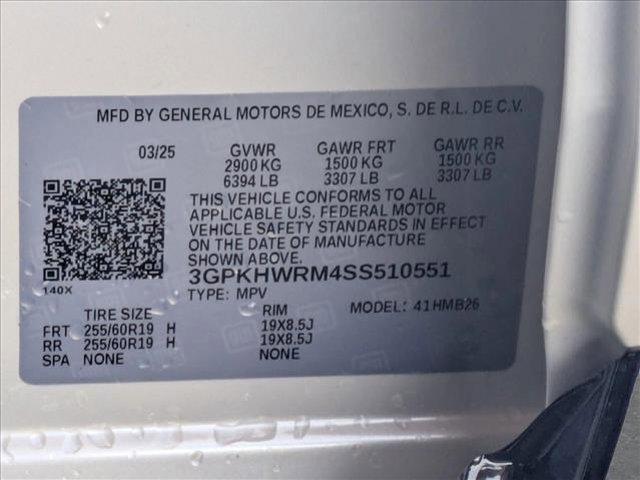 MFD BY GENERAL MOTORS DE MEXICO, S. DE R.L. DE C.V.
03/25 GVWR GAWR FRT GAWR RR
2900 KG 1500 KG 1500 KG
6394 LB 3307 LB 3307 LB
THIS VEHICLE CONFORMS TO ALL
APPLICABLE U.S. FEDERAL MOTOR
VEHICLE SAFETY STANDARDS IN EFFECT
ON THE DATE OF MANUFACTURE
SHOWN ABOVE.
3GPKHWRM4SS510551
140X
TYPE: MPV MODEL: 41HMB26
TIRE SIZE RIM
FRT 255/60R19 H 19X8.5J
RR 255/60R19 H 19X8.5J
SPA NONE NONE